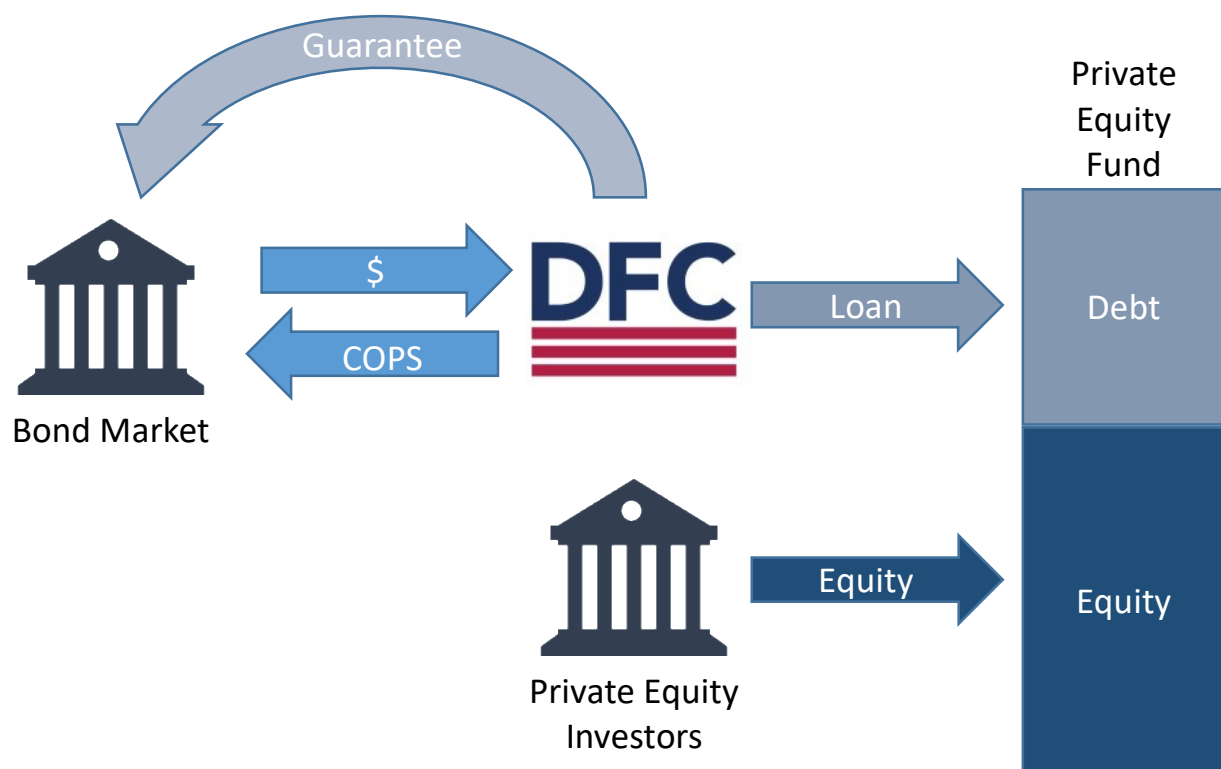 Guarantee
Private
Equity
Fund
$
DFC
Loan
Debt
COPS
Bond Market
Equity
Equity
Private Equity
Investors